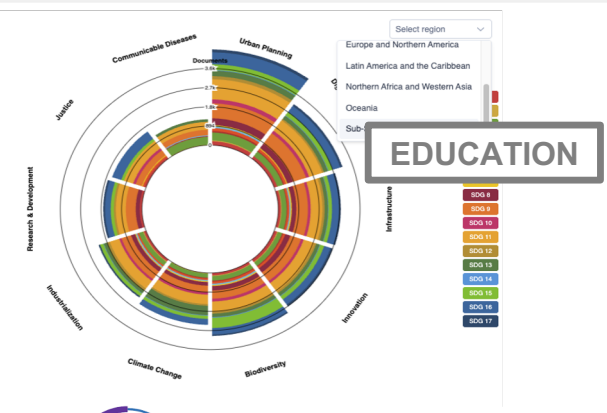 Select region
Europe and Northern America
Latin America and the Caribbean
Northern Africa and Western Asia
Oceania
EDUCATION
Communicable Diseases
Urban Planning
Documents
3.6k
2.7k
1.8k
0
Justice
Research & Development
Industrialization
Climate Change
Biodiversity
Innovation
Infrastructure
SDG 8
SDG 9
SDG 10
SDG 11
SDG 12
SDG 13
SDG 14
SDG 15
SDG 16
SDG 17